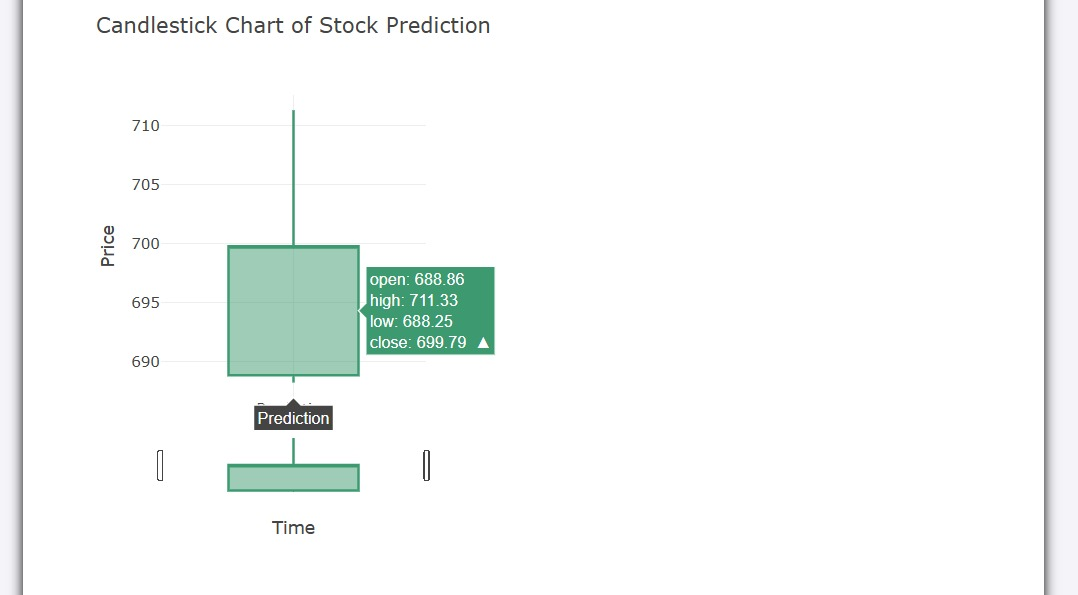 Candlestick Chart of Stock Prediction
710
705
700
695
690
Price
open: 688.86
high: 711.33
low: 688.25
close: 699.79 ▲
Prediction
Time